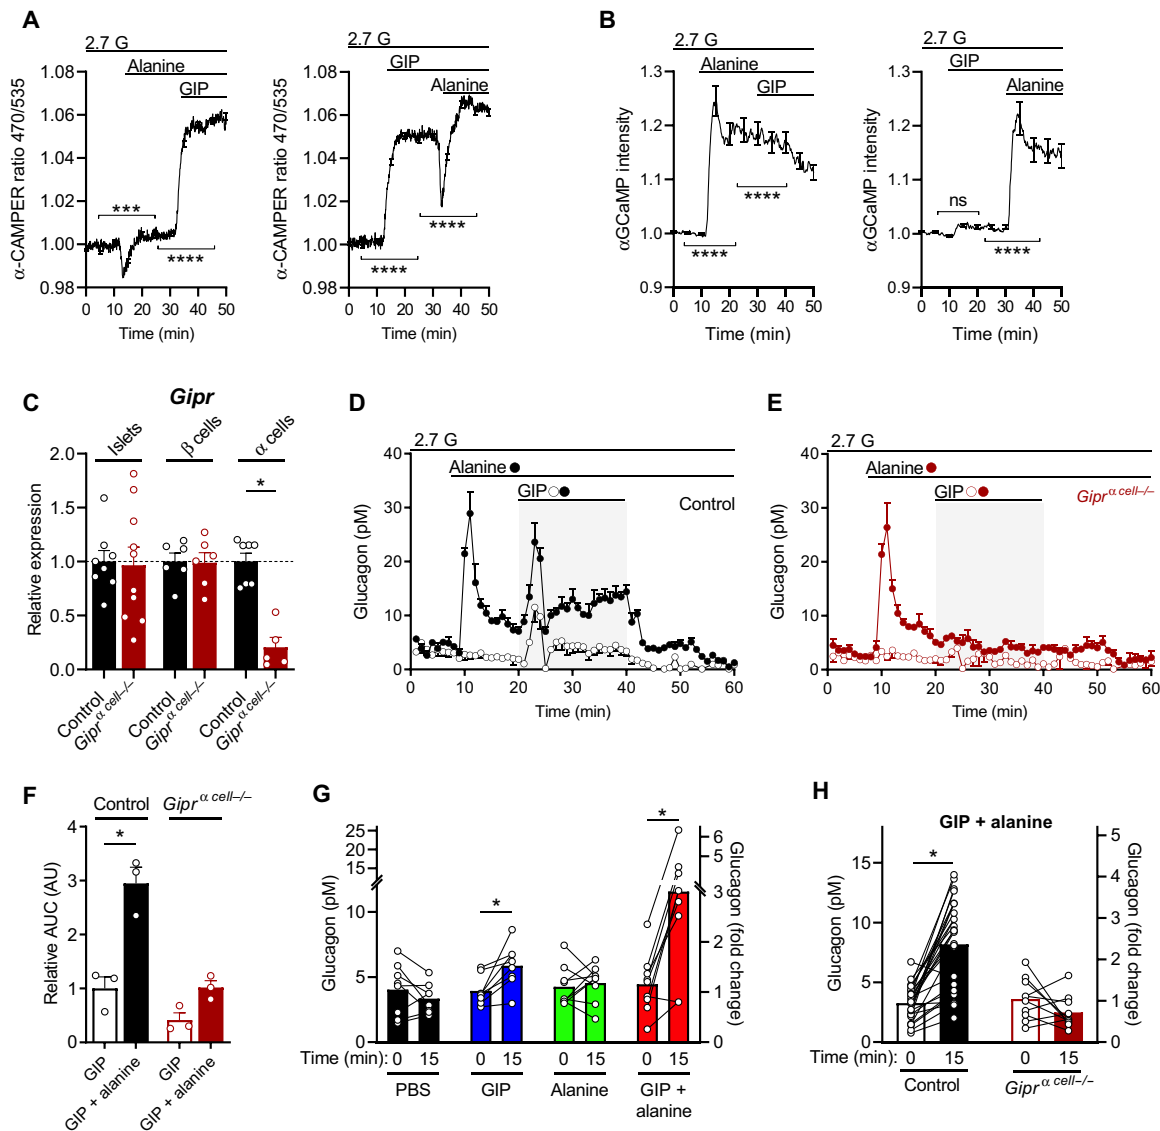 A
2.7 G
Alanine
GIP
α-CAMPER ratio 470/535
1.08
1.06
1.04
1.02
1.00
0.98
***
****
0 10 20 30 40 50
Time (min)
2.7 G
GIP
Alanine
α-CAMPER ratio 470/535
1.08
1.06
1.04
1.02
1.00
0.98
****
****
0 10 20 30 40 50
Time (min)
B
2.7 G
Alanine
GIP
αGCaMP intensity
1.3
1.2
1.1
1.0
0.9
****
****
0 10 20 30 40 50
Time (min)
2.7 G
GIP
Alanine
αGCaMP intensity
1.3
1.2
1.1
1.0
0.9
ns
****
0 10 20 30 40 50
Time (min)
C
Gipr
Islets
β cells
α cells
Relative expression
2.0
1.5
1.0
0.5
0.0
*
Control
Gipr α cell–/–
Control
Gipr α cell–/–
Control
Gipr α cell–/–
D
2.7 G
Alanine
GIP
Control
Glucagon (pM)
40
30
20
10
0
0 10 20 30 40 50 60
Time (min)
E
2.7 G
Alanine
GIP
Gipr α cell–/–
Glucagon (pM)
40
30
20
10
0
0 10 20 30 40 50 60
Time (min)
F
Control Gipr α cell–/–
Relative AUC (AU)
4
3
2
1
0
*
GIP
GIP + alanine
GIP
GIP + alanine
G
Glucagon (pM)
25
20
15
10
5
0
*
*
6
5
3
2
1
0
Glucagon (fold change)
Time (min): 0 15 0 15 0 15 0 15
PBS GIP Alanine GIP +
alanine
H
GIP + alanine
Glucagon (pM)
15
10
5
0
*
5
4
3
2
1
0
Glucagon (fold change)
Time (min): 0 15 0 15
Control Gipr α cell–/–